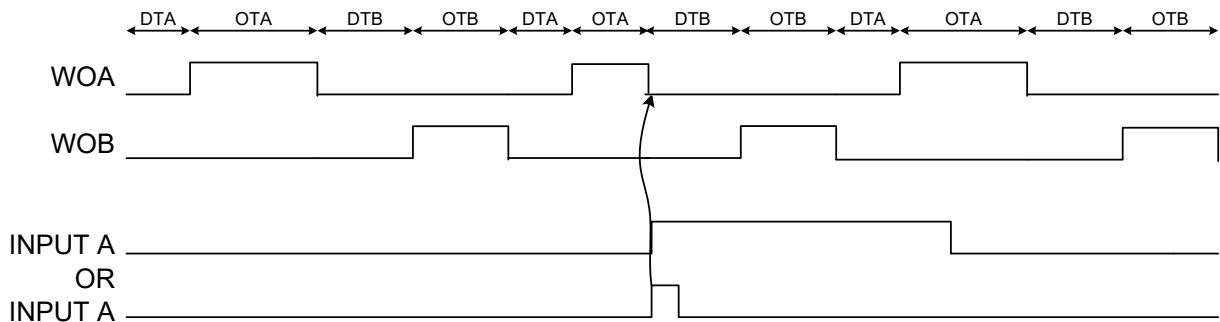 DTA OTA DTB OTB DTA OTA DTB OTB DTA OTA DTB OTB
WOA
WOB
INPUT A
OR
INPUT A